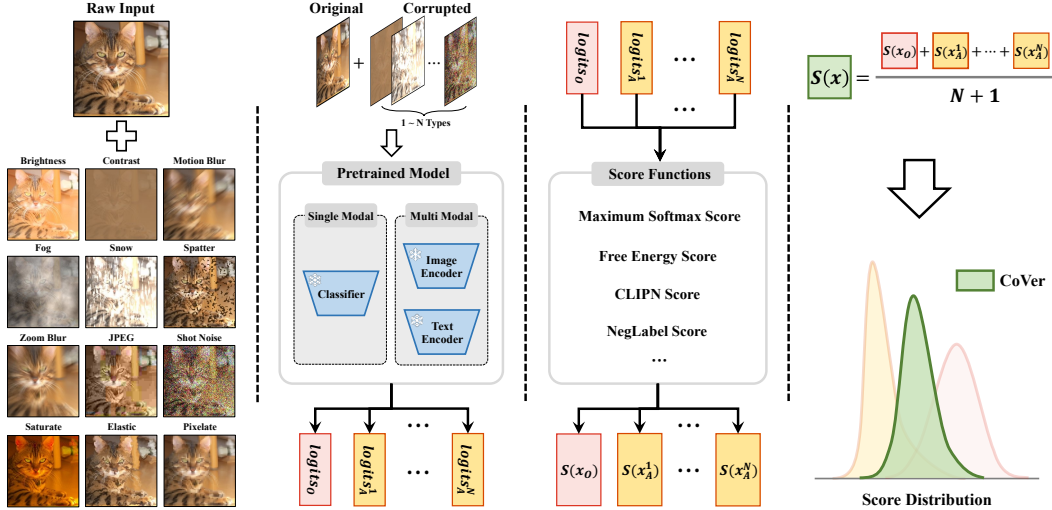 Raw Input
Brightness Contrast Motion Blur
Fog Snow Spatter
Zoom Blur JPEG Shot Noise
Saturate Elastic Pixelate
Original Corrupted
+ ...
1 ~ N Types
Pretrained Model
Single Modal Multi Modal
Classifier
Image
Encoder
Text
Encoder
...
logits_O logits_A^1 logits_A^N
...
logits_O logits_A^1 ... logits_A^N
...
Score Functions
Maximum Softmax Score
Free Energy Score
CLIPN Score
NegLabel Score
...
...
S(x_O) S(x_A^1) ... S(x_A^N)
S(x) = S(x_O) + S(x_A^1) + ... + S(x_A^N)
N + 1
CoVer
Score Distribution